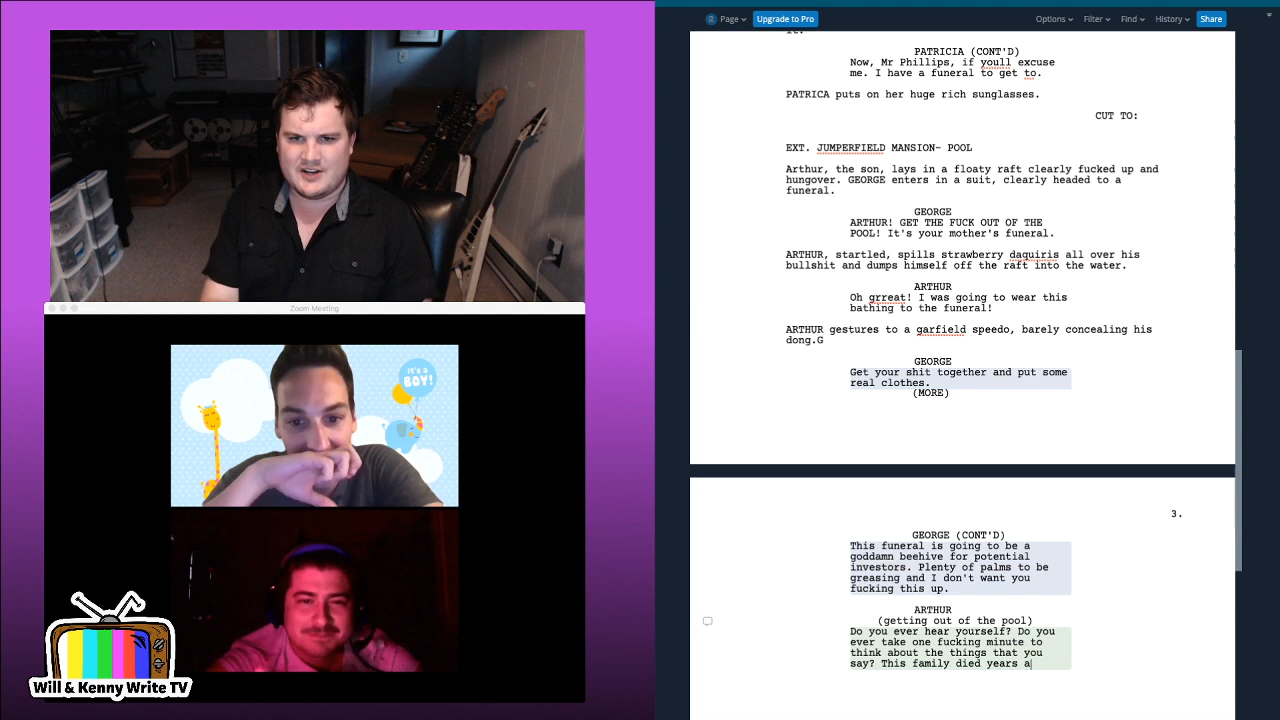 Zoom Meeting
IT'S A
BOY!
Will & Kenny Write TV
Page
Upgrade to Pro
Options
Filter
Find
History
Share
it.
PATRICIA (CONT'D)
Now, Mr Phillips, if youll excuse
me. I have a funeral to get to.
PATRICA puts on her huge rich sunglasses.
CUT TO:
EXT. JUMPERFIELD MANSION- POOL
Arthur, the son, lays in a floaty raft clearly fucked up and
hungover. GEORGE enters in a suit, clearly headed to a
funeral.
GEORGE
ARTHUR! GET THE FUCK OUT OF THE
POOL! It's your mother's funeral.
ARTHUR, startled, spills strawberry daquiris all over his
bullshit and dumps himself off the raft into the water.
ARTHUR
Oh grreat! I was going to wear this
bathing to the funeral!
ARTHUR gestures to a garfield speedo, barely concealing his
dong.G
GEORGE
Get your shit together and put some
real clothes.
(MORE)
3.
GEORGE (CONT'D)
This funeral is going to be a
goddamn beehive for potential
investors. Plenty of palms to be
greasing and I don't want you
fucking this up.
ARTHUR
(getting out of the pool)
Do you ever hear yourself? Do you
ever take one fucking minute to
think about the things that you
say? This family died years a